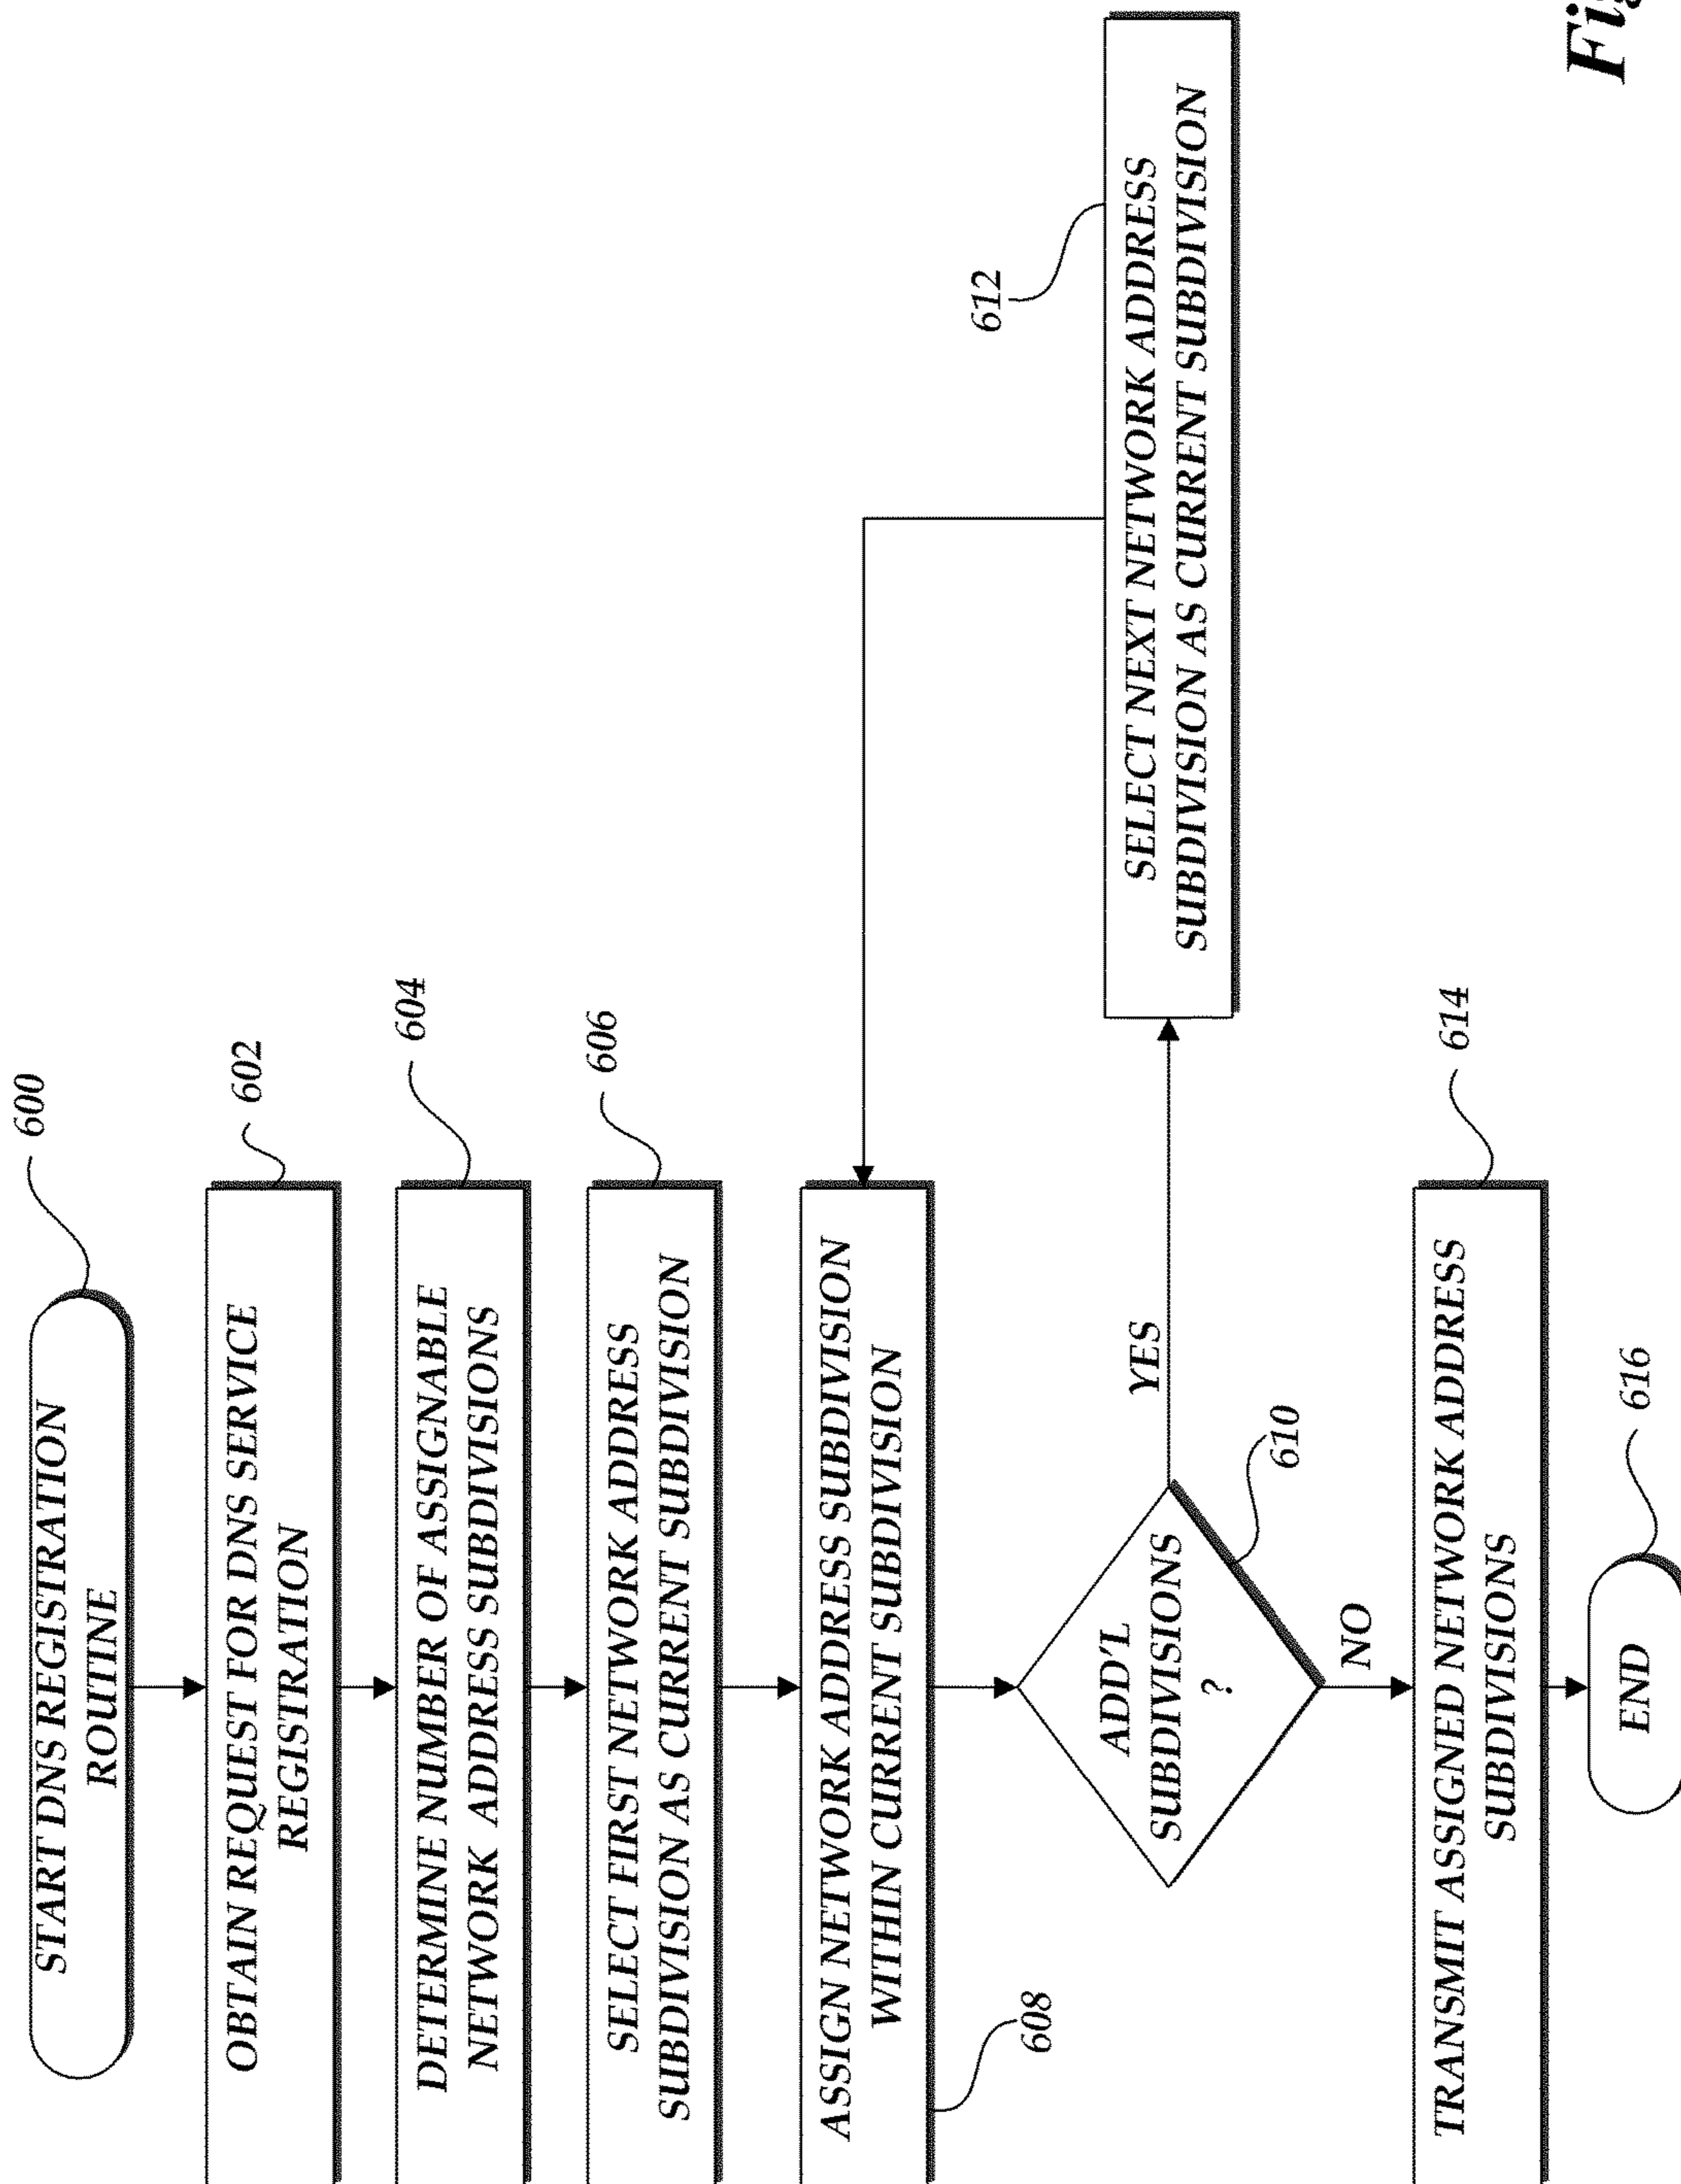 START DNS REGISTRATION
ROUTINE
600
OBTAIN REQUEST FOR DNS SERVICE
REGISTRATION
602
DETERMINE NUMBER OF ASSIGNABLE
NETWORK ADDRESS SUBDIVISIONS
604
SELECT FIRST NETWORK ADDRESS
SUBDIVISION AS CURRENT SUBDIVISION
606
ASSIGN NETWORK ADDRESS SUBDIVISION
WITHIN CURRENT SUBDIVISION
608
ADD'L
SUBDIVISIONS
?
610
YES
SELECT NEXT NETWORK ADDRESS
SUBDIVISION AS CURRENT SUBDIVISION
612
NO
TRANSMIT ASSIGNED NETWORK ADDRESS
SUBDIVISIONS
614
END
616